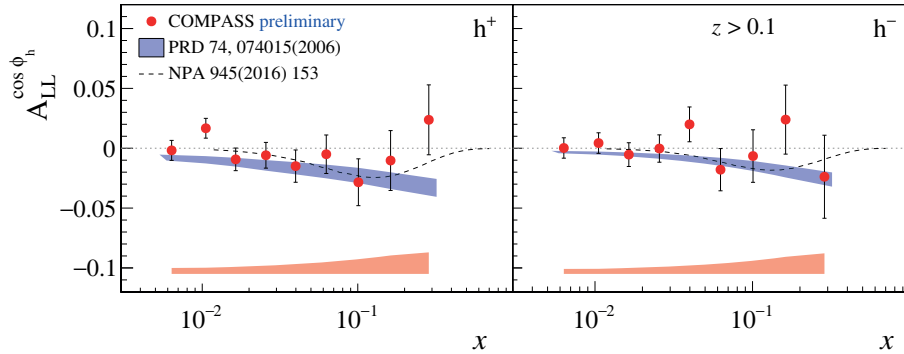 COMPASS preliminary
PRD 74, 074015(2006)
NPA 945(2016) 153
h⁺
z > 0.1
h⁻
A_LL^cos ϕ_h
0.1
0.05
0
−0.05
−0.1
10⁻²
10⁻¹
x
10⁻²
10⁻¹
x